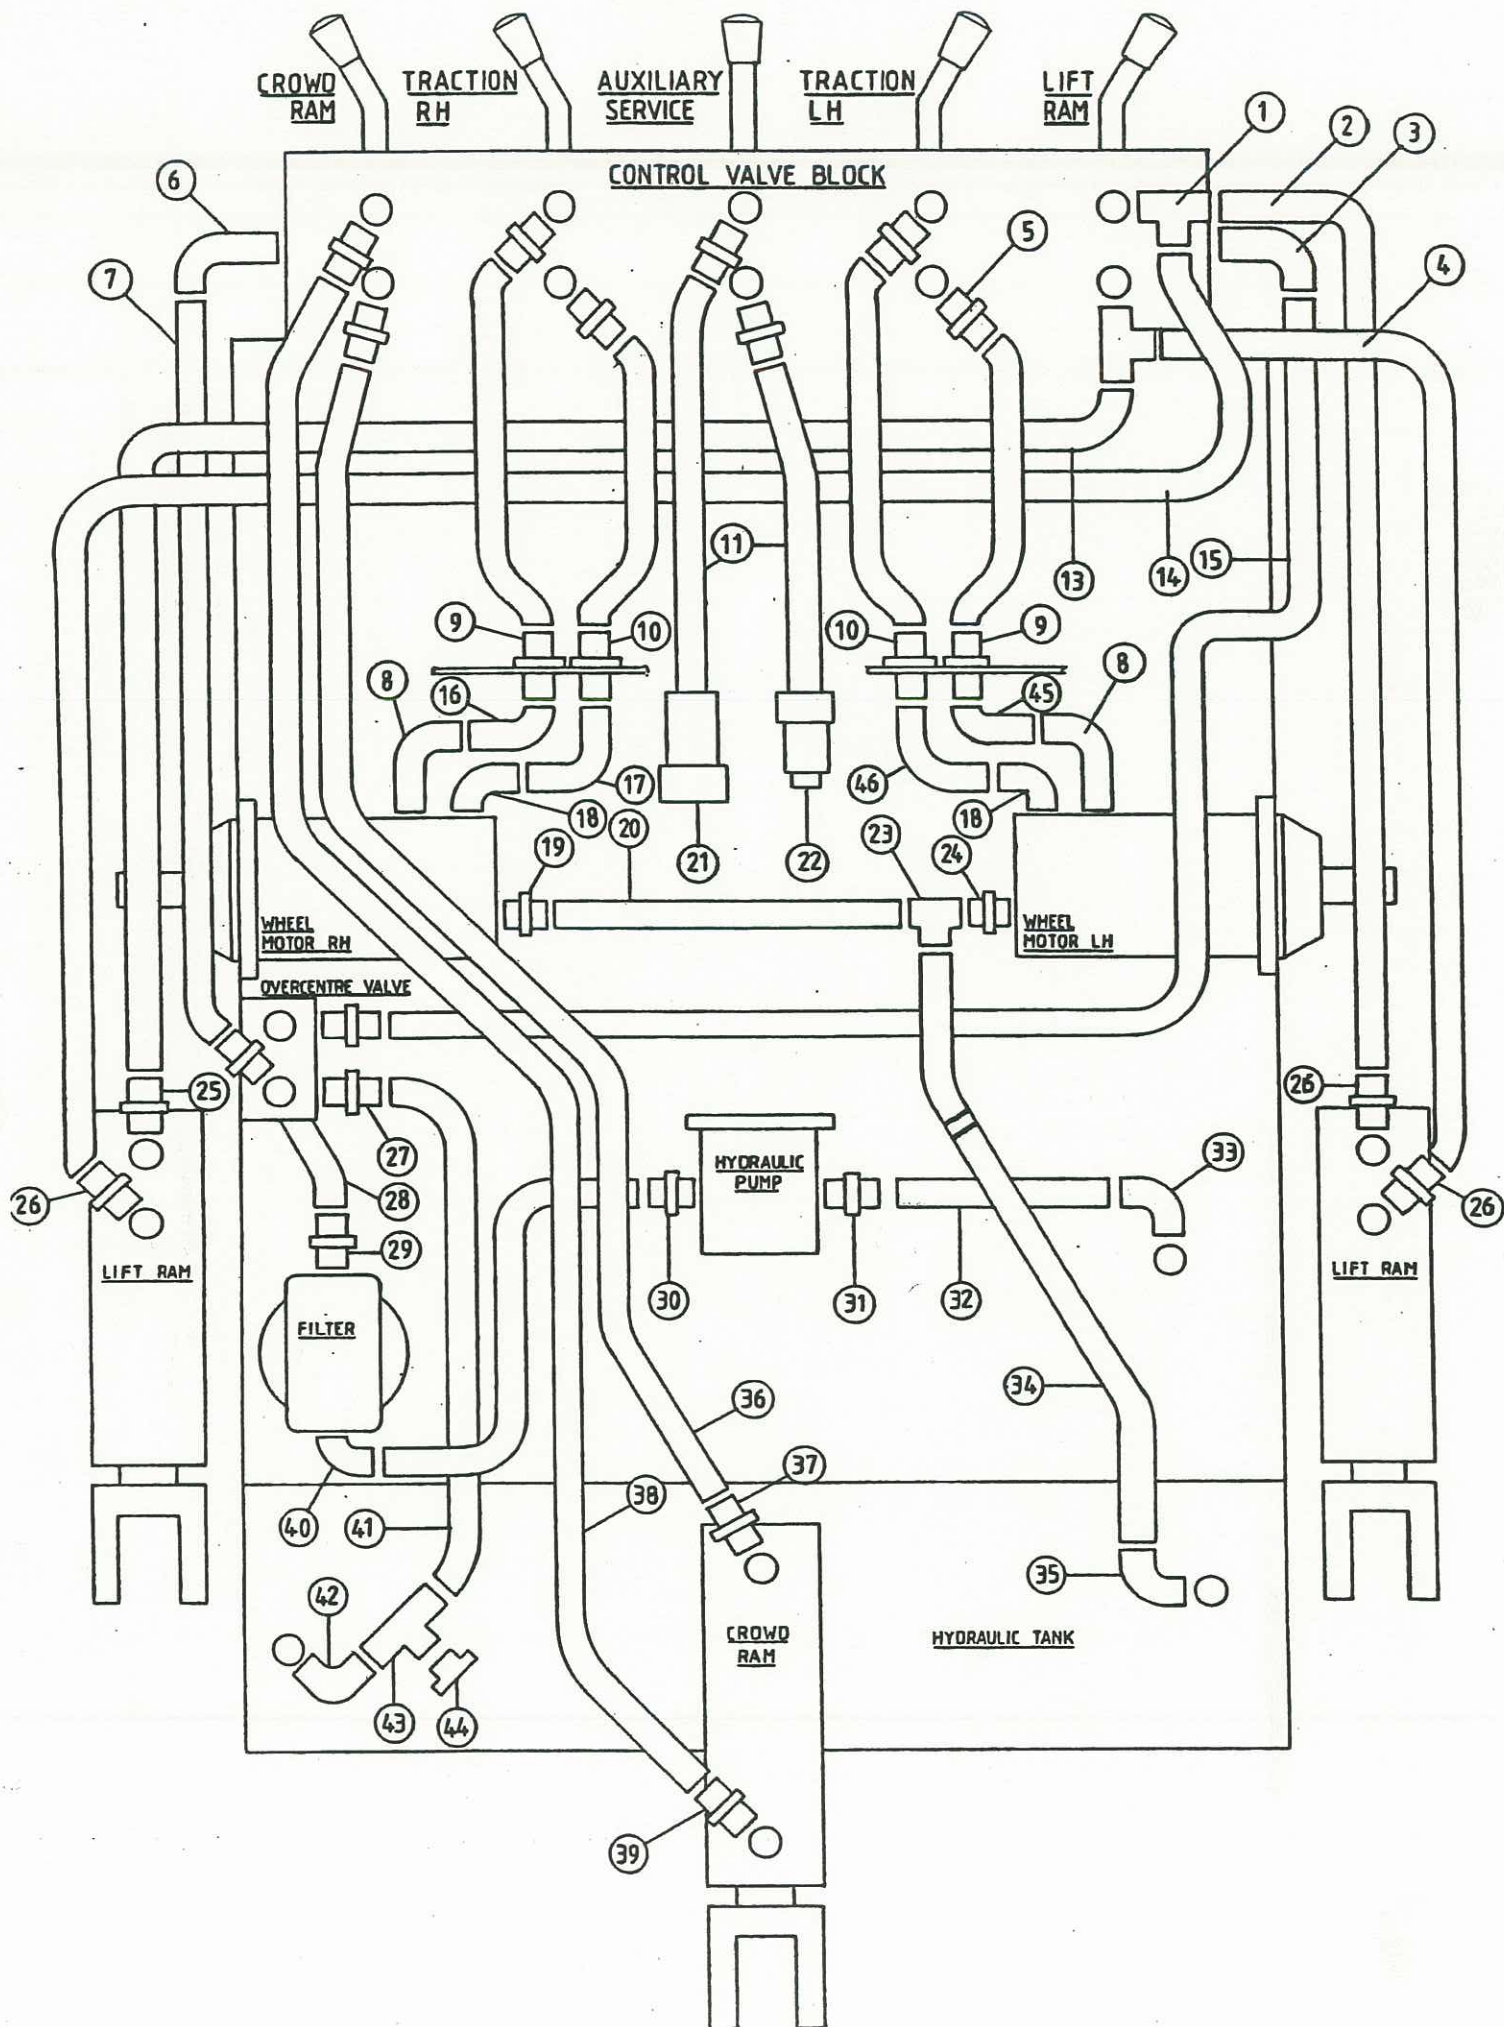 CROWD
RAM
TRACTION
RH
AUXILIARY
SERVICE
TRACTION
LH
LIFT
RAM
CONTROL VALVE BLOCK
1
2
3
6
5
4
7
11
13
14
15
9
10
10
9
8
16
45
8
17
46
18
20
18
21
22
19
23
24
WHEEL
MOTOR RH
WHEEL
MOTOR LH
OVERCENTRE VALVE
25
26
27
28
26
29
HYDRAULIC
PUMP
33
26
LIFT RAM
LIFT RAM
30
31
32
FILTER
34
36
37
38
40
41
35
42
43
44
CROWD
RAM
HYDRAULIC TANK
39